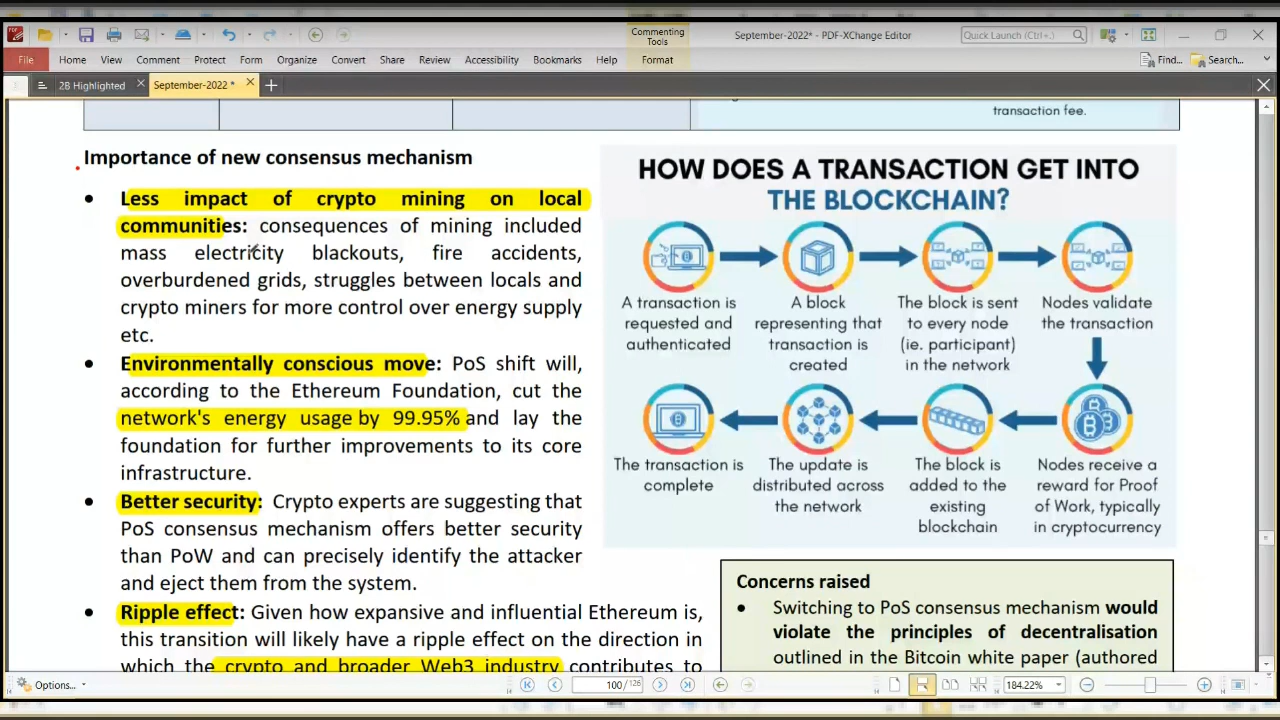 Commenting
Tools
September-2022* - PDF-XChange Editor
Quick Launch (Ctrl+.)
File
Home
View
Comment
Protect
Form
Organize
Convert
Share
Review
Accessibility
Bookmarks
Help
Format
Find...
Search...
2B Highlighted
September-2022 *
transaction fee.
Importance of new consensus mechanism
• Less impact of crypto mining on local
communities: consequences of mining included
mass electricity blackouts, fire accidents,
overburdened grids, struggles between locals and
crypto miners for more control over energy supply
etc.
• Environmentally conscious move: PoS shift will,
according to the Ethereum Foundation, cut the
network's energy usage by 99.95% and lay the
foundation for further improvements to its core
infrastructure.
• Better security: Crypto experts are suggesting that
PoS consensus mechanism offers better security
than PoW and can precisely identify the attacker
and eject them from the system.
• Ripple effect: Given how expansive and influential Ethereum is,
this transition will likely have a ripple effect on the direction in
which the crypto and broader Web3 industry contributes to
HOW DOES A TRANSACTION GET INTO
THE BLOCKCHAIN?
A transaction is
requested and
authenticated
A block
representing that
transaction is
created
The block is sent
to every node
(ie. participant)
in the network
Nodes validate
the transaction
Nodes receive a
reward for Proof
of Work, typically
in cryptocurrency
The block is
added to the
existing
blockchain
The update is
distributed across
the network
The transaction is
complete
Concerns raised
• Switching to PoS consensus mechanism would
violate the principles of decentralisation
outlined in the Bitcoin white paper (authored
Options...
100 / 126
184.22%